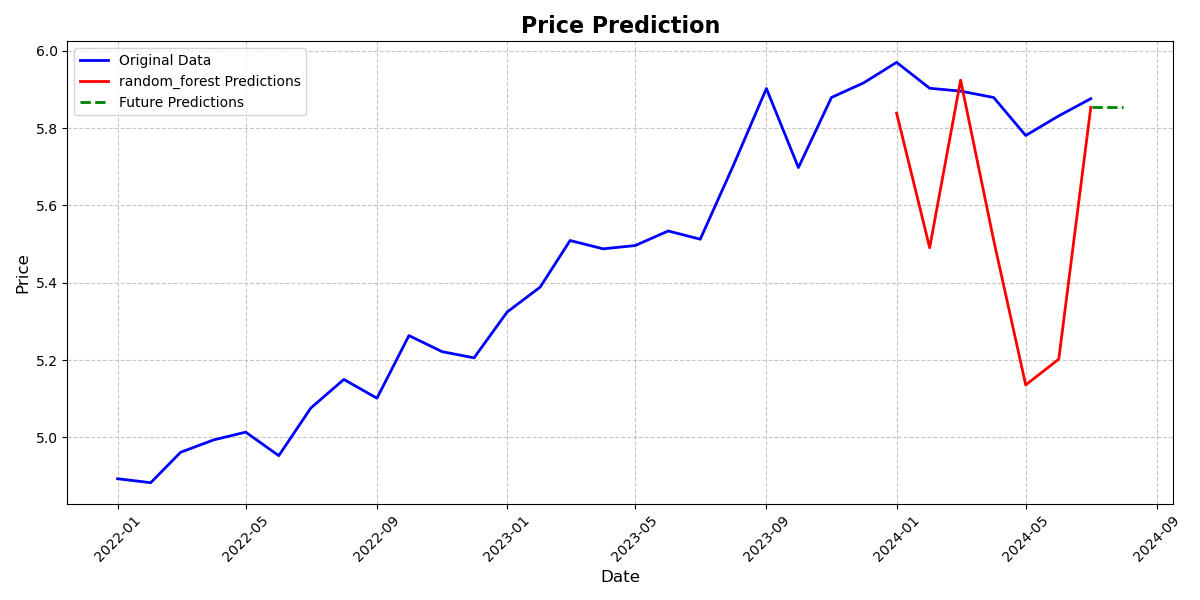 Price Prediction
Original Data
random_forest Predictions
Future Predictions
6.0
5.8
5.6
5.4
5.2
5.0
Price
2022-01
2022-05
2022-09
2023-01
2023-05
2023-09
2024-01
2024-05
2024-09
Date